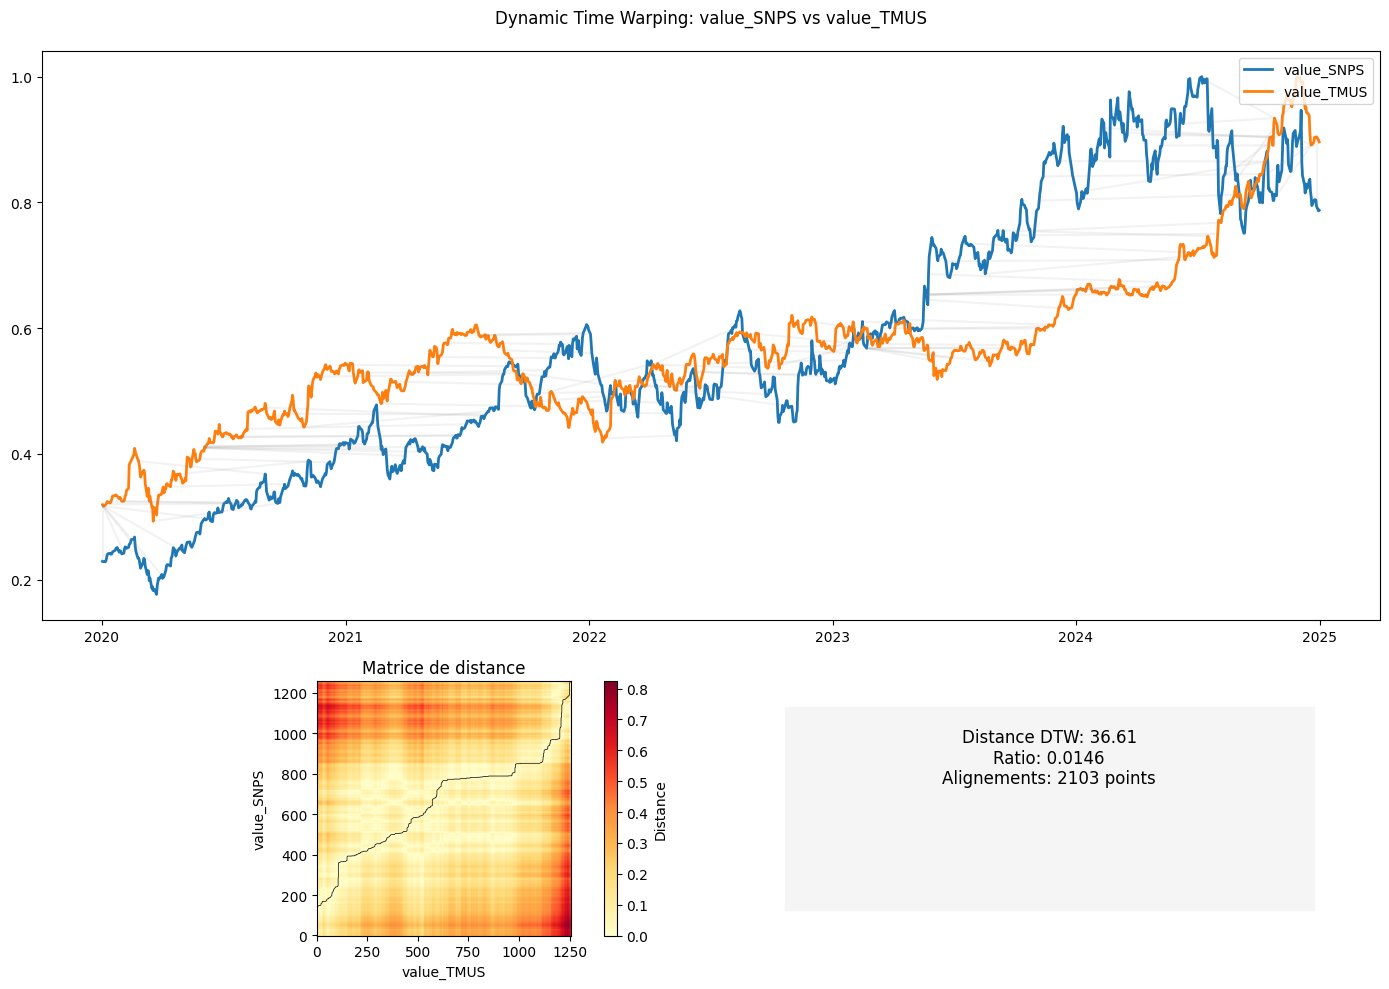 Dynamic Time Warping: value_SNPS vs value_TMUS
value_SNPS
value_TMUS
1.0
0.8
0.6
0.4
0.2
2020 2021 2022 2023 2024 2025
Matrice de distance
value_SNPS
1200
1000
800
600
400
200
0
0 250 500 750 1000 1250
value_TMUS
0.8
0.7
0.6
0.5
0.4
0.3
0.2
0.1
0.0
Distance
Distance DTW: 36.61
Ratio: 0.0146
Alignements: 2103 points